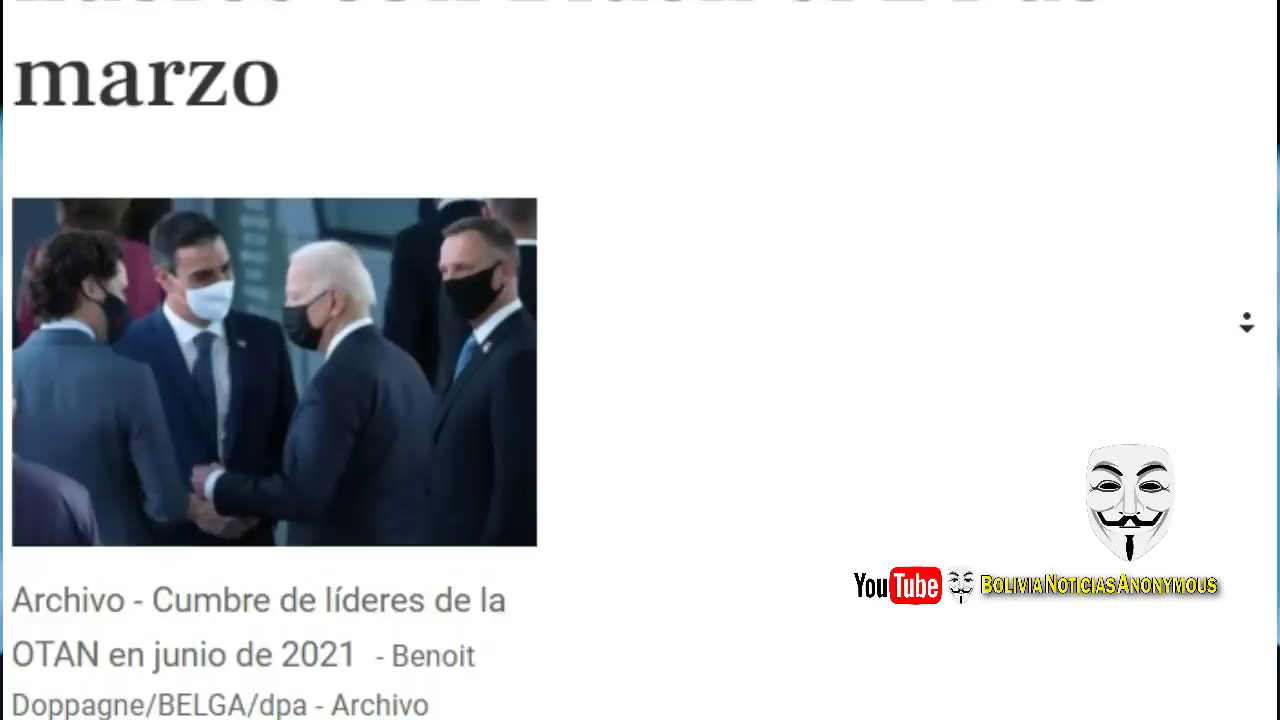 marzo
Archivo - Cumbre de líderes de la
OTAN en junio de 2021 - Benoit
Doppagne/BELGA/dpa - Archivo
YouTube BOLIVIANOTICIASANONYMOUS